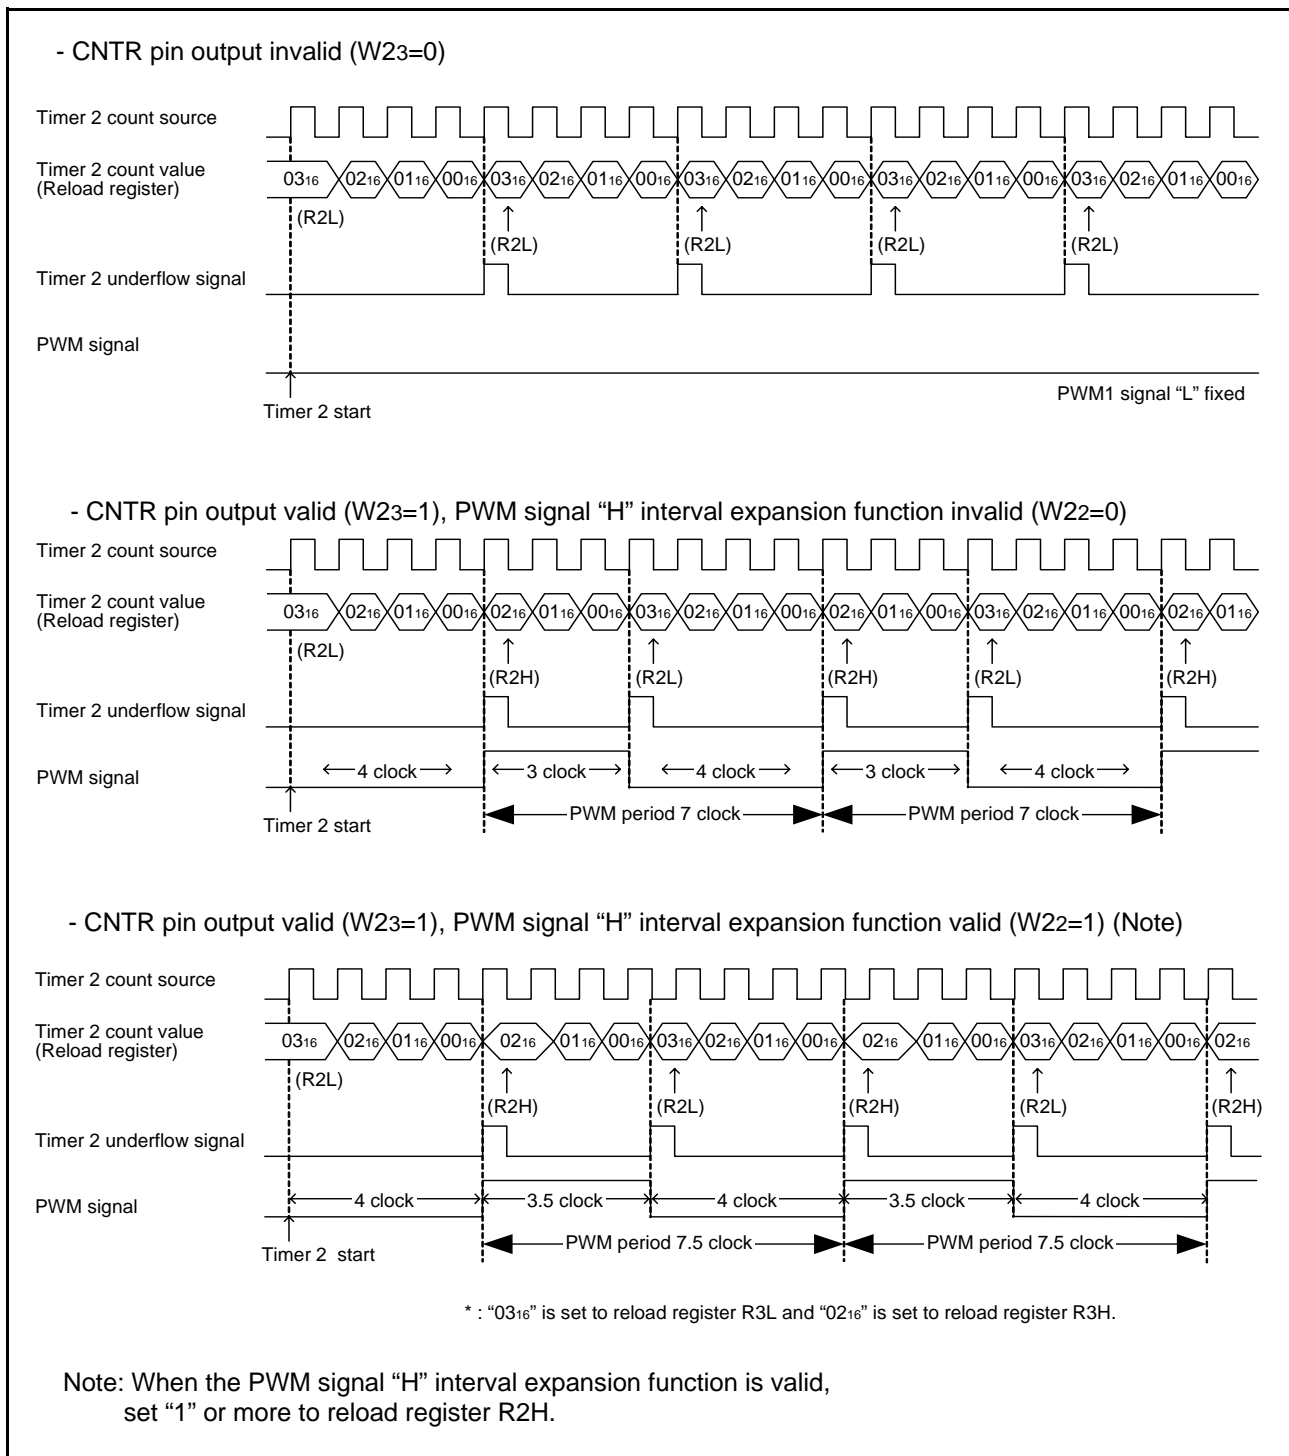 - CNTR pin output invalid (W23=0)
Timer 2 count source
Timer 2 count value
(Reload register)
0316 0216 0116 0016 0316 0216 0116 0016 0316 0216 0116 0016 0316 0216 0116 0016 0316 0216 0116 0016
(R2L)
(R2L) (R2L) (R2L) (R2L)
Timer 2 underflow signal
PWM signal
PWM1 signal “L” fixed
Timer 2 start
- CNTR pin output valid (W23=1), PWM signal “H” interval expansion function invalid (W22=0)
Timer 2 count source
Timer 2 count value
(Reload register)
0316 0216 0116 0016 0216 0116 0016 0316 0216 0116 0016 0216 0116 0016 0316 0216 0116 0016 0216 0116
(R2L)
(R2H) (R2L) (R2H) (R2L) (R2H)
Timer 2 underflow signal
PWM signal
4 clock 3 clock 4 clock 3 clock 4 clock
PWM period 7 clock PWM period 7 clock
Timer 2 start
- CNTR pin output valid (W23=1), PWM signal “H” interval expansion function valid (W22=1) (Note)
Timer 2 count source
Timer 2 count value
(Reload register)
0316 0216 0116 0016 0216 0116 0016 0316 0216 0116 0016 0216 0116 0016 0316 0216 0116 0016 0216
(R2L)
(R2H) (R2L) (R2H) (R2L) (R2H)
Timer 2 underflow signal
PWM signal
4 clock 3.5 clock 4 clock 3.5 clock 4 clock
PWM period 7.5 clock PWM period 7.5 clock
Timer 2 start
* : “0316” is set to reload register R3L and “0216” is set to reload register R3H.
Note: When the PWM signal “H” interval expansion function is valid,
set “1” or more to reload register R2H.